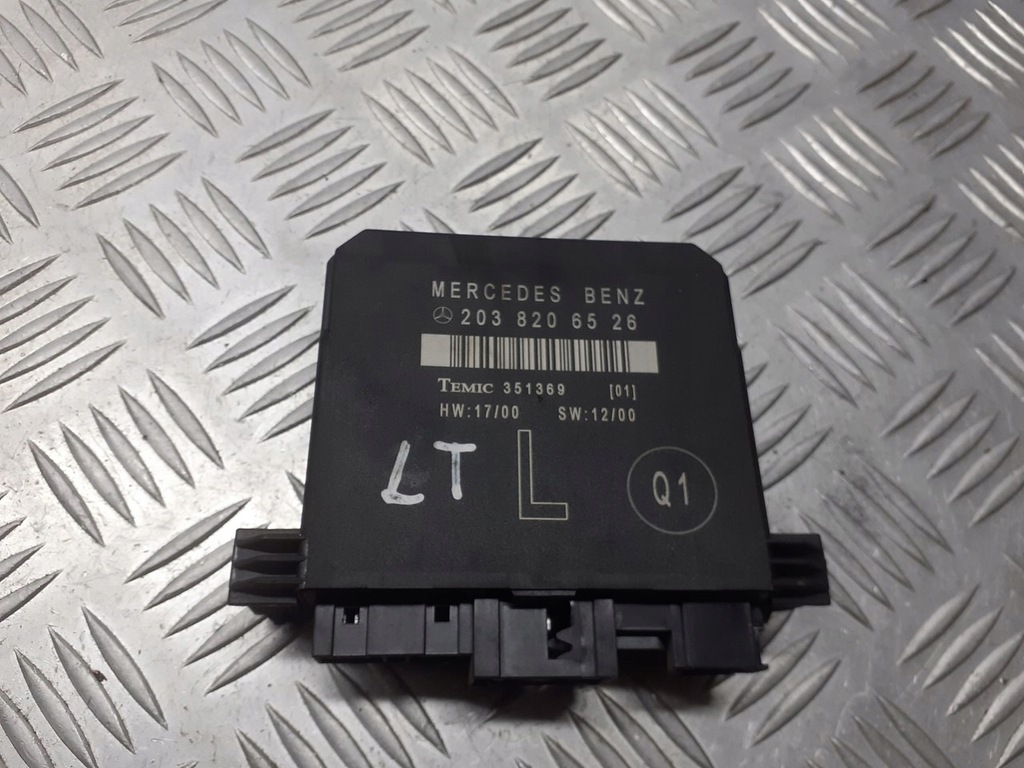 MERCEDES BENZ
203 820 65 26
TEMIC 351369 [01]
HW:17/00 SW:12/00
LT L Q1